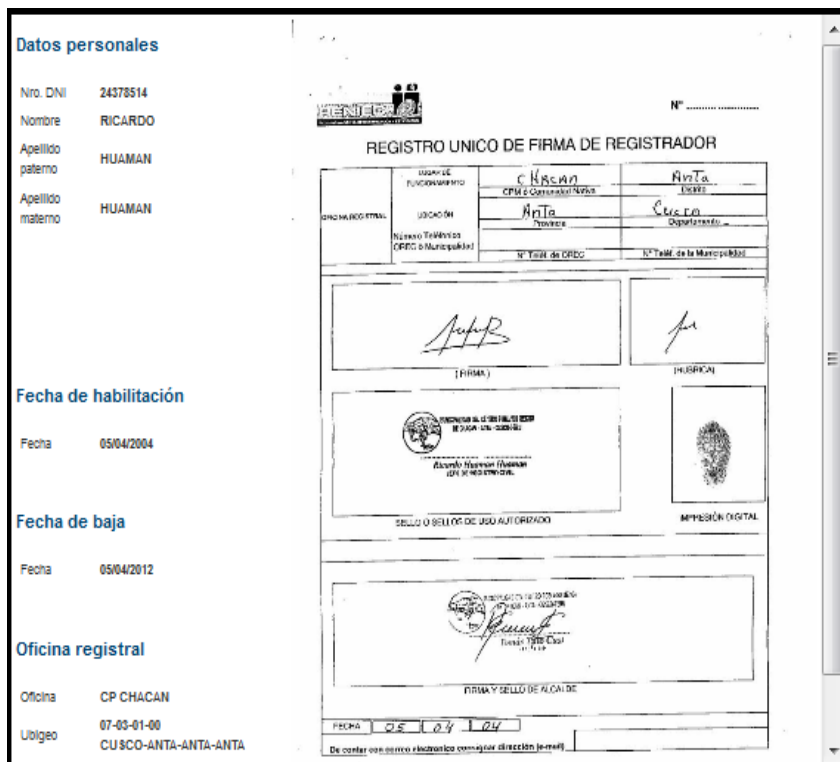 Datos personales
Nro. DNI 24378514
Nombre RICARDO
Apellido paterno HUAMAN
Apellido materno HUAMAN
Fecha de habilitación
Fecha 05/04/2004
Fecha de baja
Fecha 05/04/2012
Oficina registral
Oficina CP CHACAN
Ubigeo 07-03-01-00
CUSCO-ANTA-ANTA-ANTA
RENIEC
N° ....................
REGISTRO UNICO DE FIRMA DE REGISTRADOR
OFICINA REGISTRAL
LUGAR DE FUNCIONAMIENTO
CHACAN
CPM ó Comunidad Nativa
Anta
Distrito
UBICACIÓN
Anta
Provincia
Cusco
Departamento
Número Telefónico
OREC ó Municipalidad
N° Teléf. de OREC
N° Teléf. de la Municipalidad
(FIRMA)
(RUBRICA)
Ricardo Huaman Huaman
JEFE DE REGISTRO CIVIL
SELLO O SELLOS DE USO AUTORIZADO
IMPRESIÓN DIGITAL
FIRMA Y SELLO DE ALCALDE
FECHA 05 04 04
De contar con correo electronico consignar dirección (e-mail)